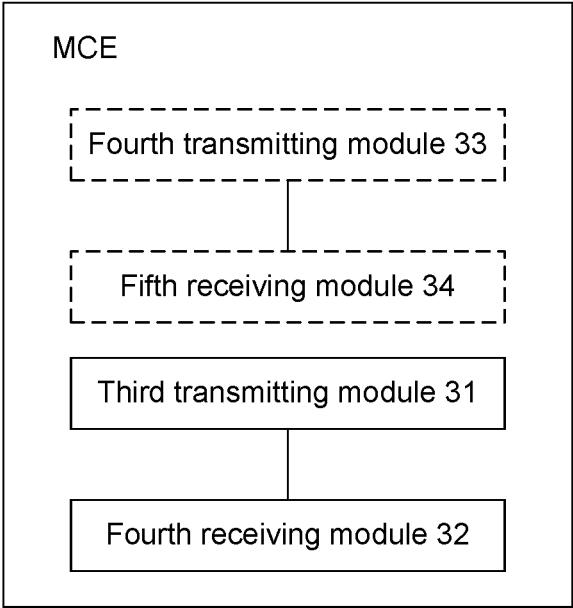 MCE
Fourth transmitting module 33
Fifth receiving module 34
Third transmitting module 31
Fourth receiving module 32